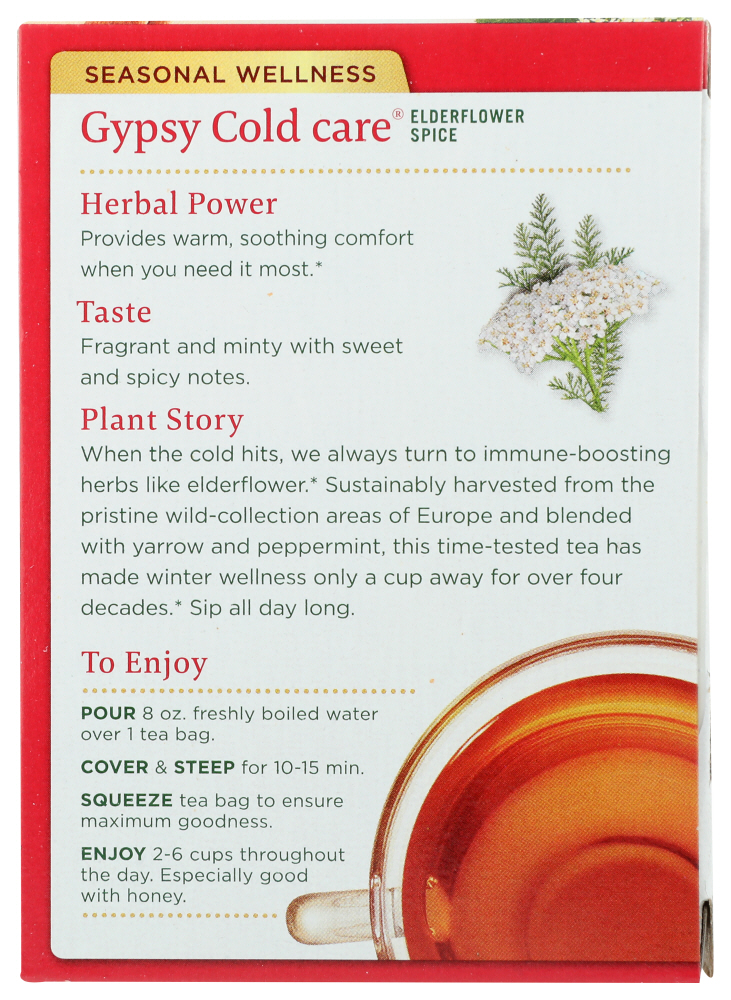 SEASONAL WELLNESS
Gypsy Cold care® ELDERFLOWER
SPICE
Herbal Power
Provides warm, soothing comfort
when you need it most.*
Taste
Fragrant and minty with sweet
and spicy notes.
Plant Story
When the cold hits, we always turn to immune-boosting
herbs like elderflower.* Sustainably harvested from the
pristine wild-collection areas of Europe and blended
with yarrow and peppermint, this time-tested tea has
made winter wellness only a cup away for over four
decades.* Sip all day long.
To Enjoy
POUR 8 oz. freshly boiled water
over 1 tea bag.
COVER & STEEP for 10-15 min.
SQUEEZE tea bag to ensure
maximum goodness.
ENJOY 2-6 cups throughout
the day. Especially good
with honey.